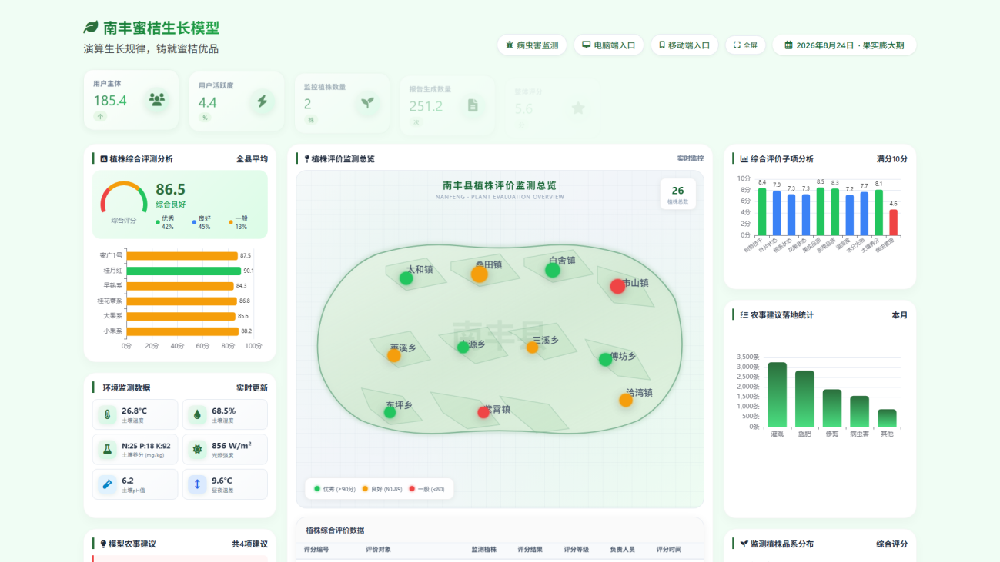 南丰蜜桔生长模型
演算生长规律，铸就蜜桔优品
病虫害监测
电脑端入口
移动端入口
全屏
2026年8月24日 · 果实膨大期
用户主体
185.4
个
用户活跃度
4.4
%
监控植株数量
2
株
报告生成数量
251.2
次
5.6
植株综合评测分析
全县平均
86.5
综合良好
综合评分
优秀
42%
良好
45%
一般
13%
蜜广1号
87.5
桂月红
90.1
早熟系
84.3
桂花蒂系
86.8
大果系
85.6
小果系
88.2
0分
20分
40分
60分
80分
100分
环境监测数据
实时更新
26.8°C
土壤温度
68.5%
土壤湿度
N:25 P:18 K:92
土壤养分 (mg/kg)
856 W/m²
光照强度
6.2
土壤pH值
9.6°C
昼夜温差
模型农事建议
共4项建议
植株评价监测总览
实时监控
南丰县植株评价监测总览
NANFENG · PLANT EVALUATION OVERVIEW
26
植株总数
太和镇
桑田镇
白舍镇
市山镇
南丰县
莱溪乡
源乡
三溪乡
傅坊乡
洽湾镇
东坪乡
紫霄镇
优秀 (≥90分)
良好 (80-89)
一般 (<80)
植株综合评价数据
评分编号
评价对象
监测植株
评分结果
评分等级
负责人员
评分时间
综合评价子项分析
满分10分
10分
8分
6分
4分
2分
0分
8.4
7.9
7.3
7.3
8.5
8.3
7.2
7.7
8.1
4.6
树势枝干
叶片状态
根系状态
花果状态
果实品质
脐果品质
温湿度
水分光照
土壤养分
病虫管理
农事建议落地统计
本月
3,500条
3,000条
2,500条
2,000条
1,500条
1,000条
500条
0条
灌溉
施肥
修剪
病虫害
其他
监测植株品系分布
综合评分